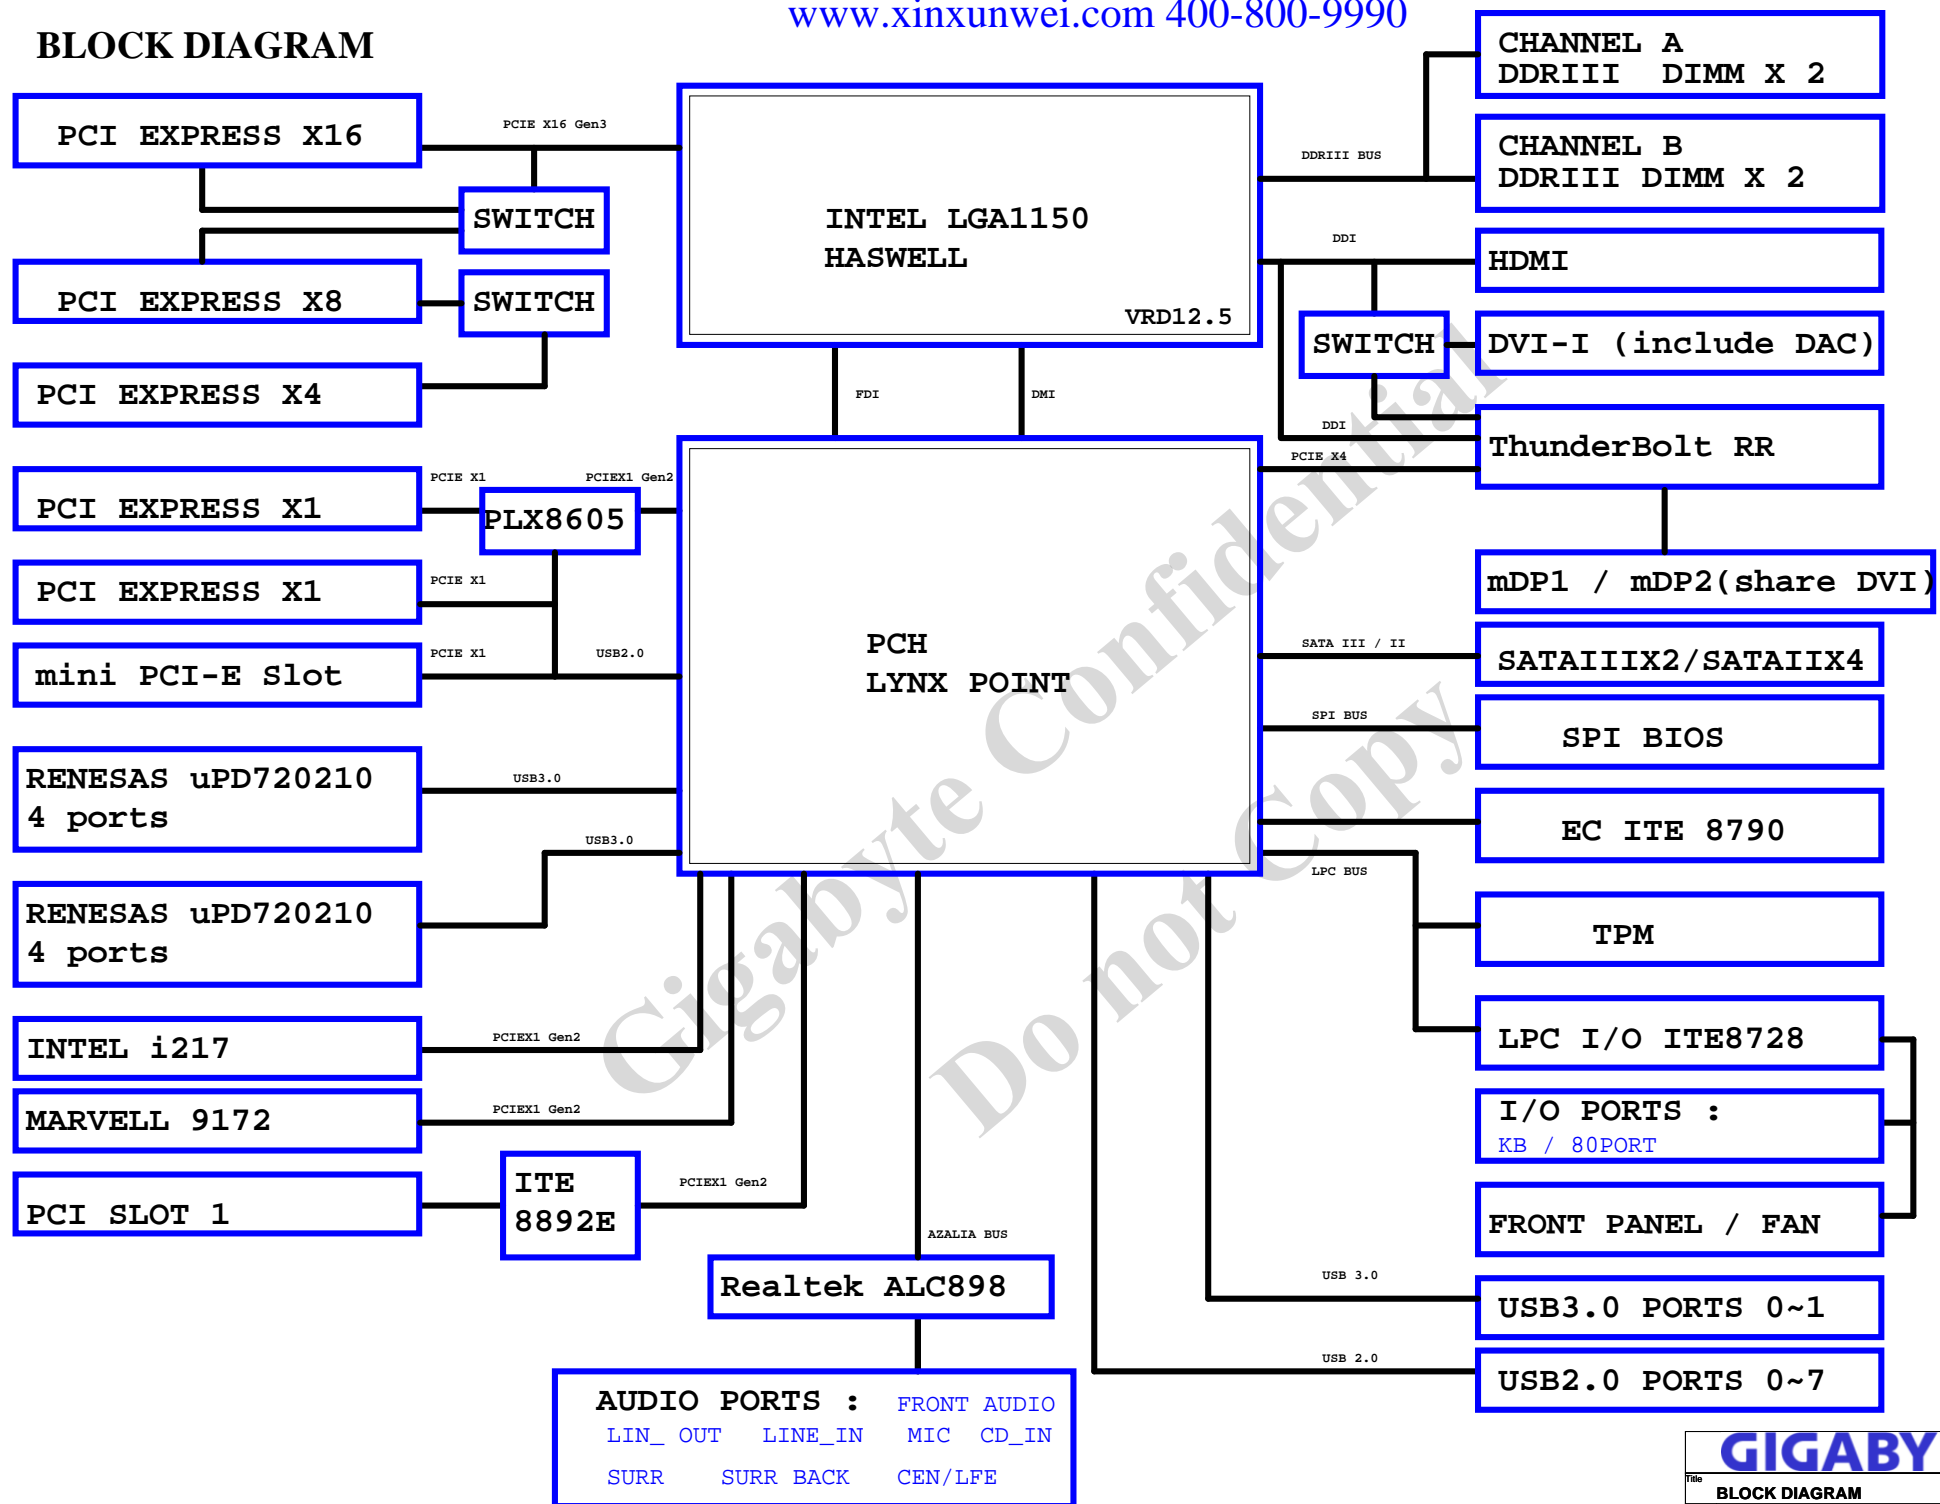 www.xinxunwei.com 400-800-9990
BLOCK DIAGRAM
CHANNEL A
DDRIII DIMM X 2
PCI EXPRESS X16
PCIE X16 Gen3
SWITCH
INTEL LGA1150
HASWELL
VRD12.5
DDRIII BUS
CHANNEL B
DDRIII DIMM X 2
DDI
HDMI
PCI EXPRESS X8
SWITCH
SWITCH
DVI-I (include DAC)
PCI EXPRESS X4
FDI
DMI
DDI
PCIE X4
ThunderBolt RR
PCI EXPRESS X1
PCIE X1
PCIEX1 Gen2
PLX8605
mDP1 / mDP2(share DVI)
PCI EXPRESS X1
PCIE X1
mini PCI-E Slot
PCIE X1
USB2.0
PCH
LYNX POINT
SATA III / II
SATAIIIX2/SATAIIX4
SPI BUS
SPI BIOS
RENESAS uPD720210
4 ports
USB3.0
EC ITE 8790
USB3.0
LPC BUS
RENESAS uPD720210
4 ports
TPM
INTEL i217
PCIEX1 Gen2
LPC I/O ITE8728
MARVELL 9172
PCIEX1 Gen2
I/O PORTS :
KB / 80PORT
PCI SLOT 1
ITE
8892E
PCIEX1 Gen2
FRONT PANEL / FAN
AZALIA BUS
Realtek ALC898
USB 3.0
USB3.0 PORTS 0~1
USB 2.0
USB2.0 PORTS 0~7
AUDIO PORTS : FRONT AUDIO
LIN_ OUT LINE_IN MIC CD_IN
SURR SURR BACK CEN/LFE
Gigabyte Confidential
Do not Copy
GIGABY
Title
BLOCK DIAGRAM